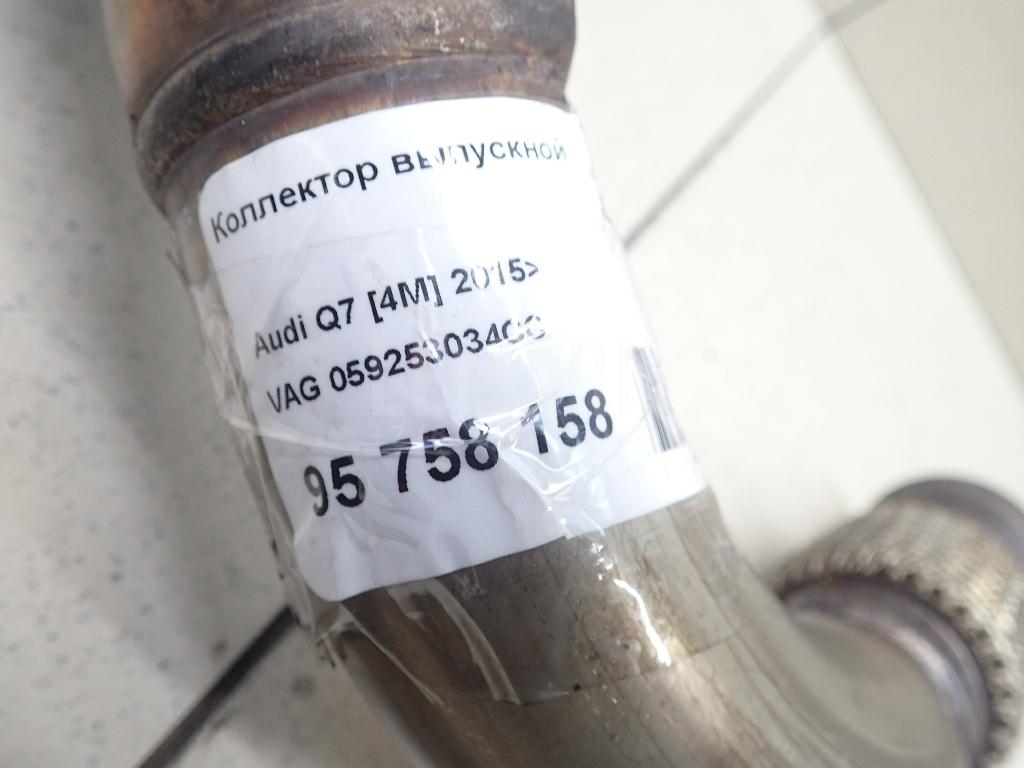 Коллектор выпускной
Audi Q7 [4M] 2015>
VAG 059253034CC
95 758 158